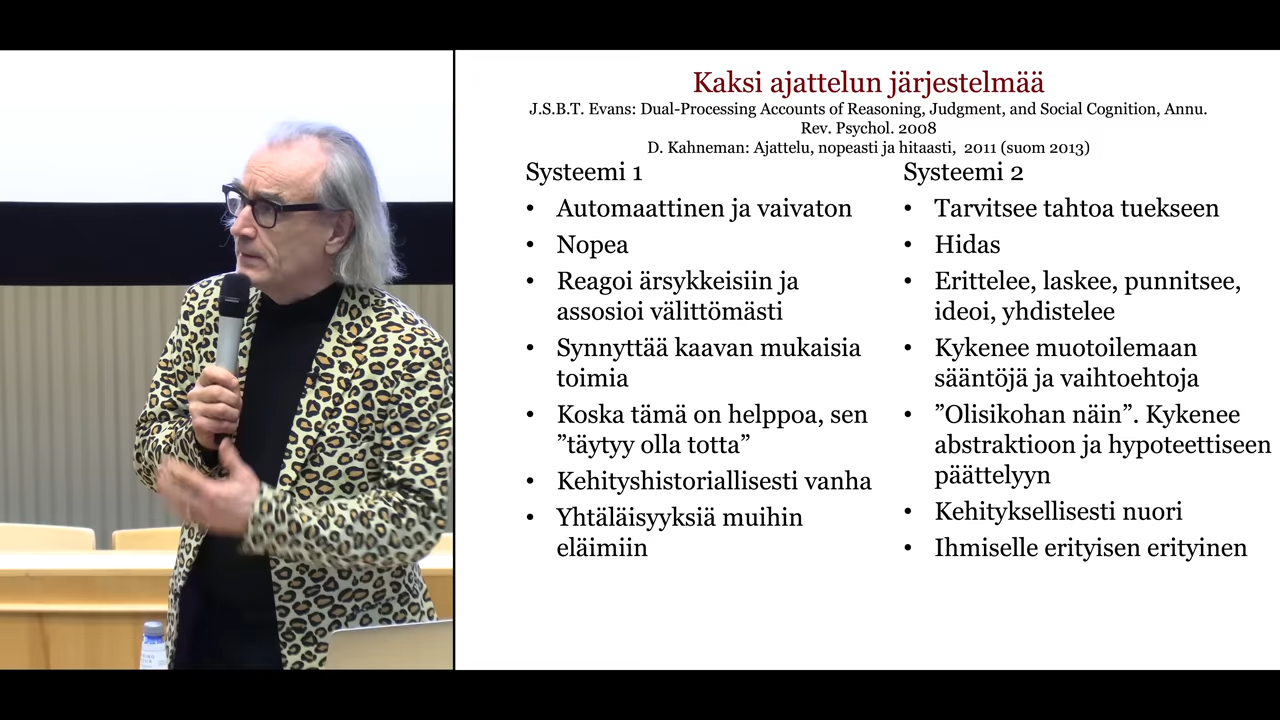 Kaksi ajattelun järjestelmää
J.S.B.T. Evans: Dual-Processing Accounts of Reasoning, Judgment, and Social Cognition, Annu.
Rev. Psychol. 2008
D. Kahneman: Ajattelu, nopeasti ja hitaasti, 2011 (suom 2013)
Systeemi 1
• Automaattinen ja vaivaton
• Nopea
• Reagoi ärsykkeisiin ja
assosioi välittömästi
• Synnyttää kaavan mukaisia
toimia
• Koska tämä on helppoa, sen
”täytyy olla totta”
• Kehityshistoriallisesti vanha
• Yhtäläisyyksiä muihin
eläimiin
Systeemi 2
• Tarvitsee tahtoa tuekseen
• Hidas
• Erittelee, laskee, punnitsee,
ideoi, yhdistelee
• Kykenee muotoilemaan
sääntöjä ja vaihtoehtoja
• ”Olisikohan näin”. Kykenee
abstraktioon ja hypoteettiseen
päättelyyn
• Kehityksellisesti nuori
• Ihmiselle erityisen erityinen